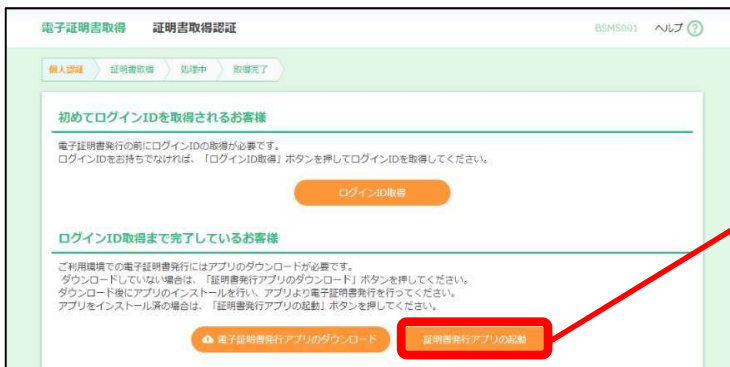 電子証明書取得 証明書取得認証 BSMS001 ヘルプ ?
個人認証 証明書取得 処理中 取得完了
初めてログインIDを取得されるお客様
電子証明書発行の前にログインIDの取得が必要です。
ログインIDをお持ちでなければ、「ログインID取得」ボタンを押してログインIDを取得してください。
ログインID取得
ログインID取得まで完了しているお客様
ご利用環境での電子証明書発行にはアプリのダウンロードが必要です。
ダウンロードしていない場合は、「証明書発行アプリのダウンロード」ボタンを押してください。
ダウンロード後にアプリのインストールを行い、アプリより電子証明書発行を行ってください。
アプリをインストール済の場合は、「証明書発行アプリの起動」ボタンを押してください。
電子証明書発行アプリのダウンロード 証明書発行アプリの起動